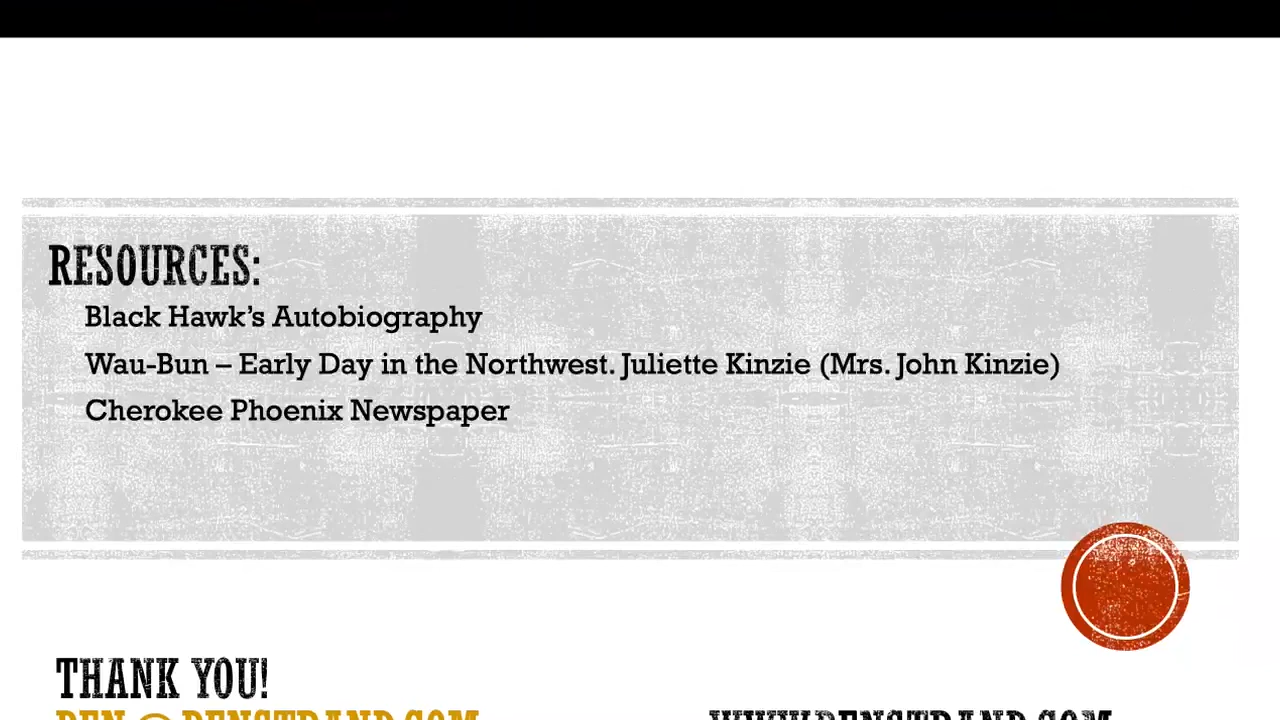 RESOURCES:
Black Hawk’s Autobiography
Wau-Bun – Early Day in the Northwest. Juliette Kinzie (Mrs. John Kinzie)
Cherokee Phoenix Newspaper
THANK YOU!